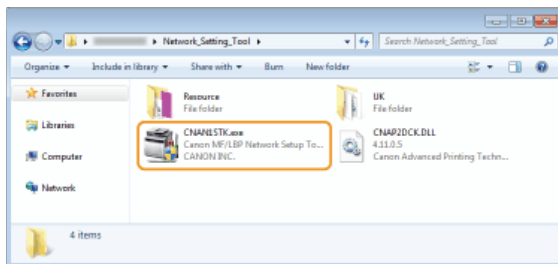 Network_Setting_Tool
Search Network_Setting_Tool
Organize Include in library Share with Burn New folder
Favorites
Libraries
Computer
Network
Resource
File folder
UK
File folder
CNAN1STK.exe
Canon MF/LBP Network Setup To...
CANON INC.
CNAP2DCK.DLL
4.11.0.5
Canon Advanced Printing Techn...
4 items